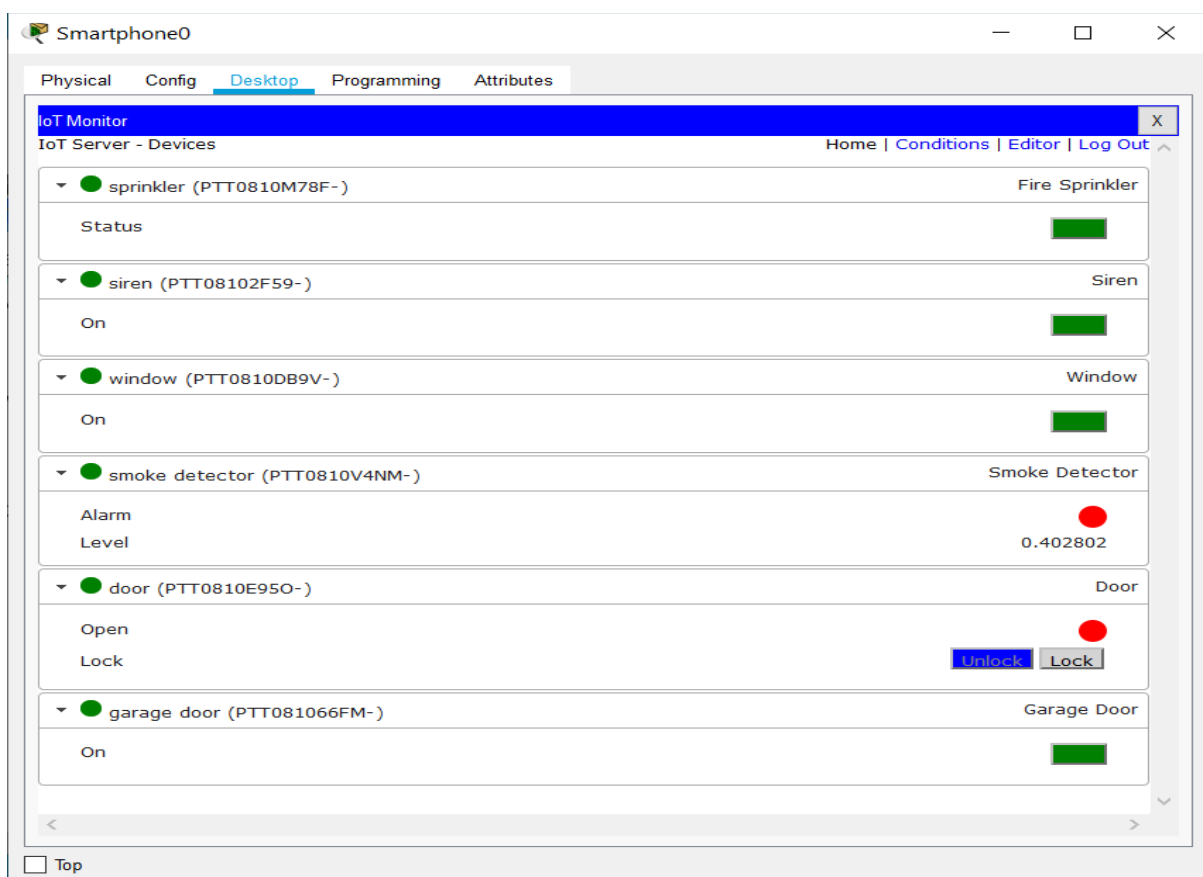 Smartphone0
Physical Config Desktop Programming Attributes
IoT Monitor X
IoT Server - Devices Home | Conditions | Editor | Log Out
sprinkler (PTT0810M78F-) Fire Sprinkler
Status
siren (PTT08102F59-) Siren
On
window (PTT0810DB9V-) Window
On
smoke detector (PTT0810V4NM-) Smoke Detector
Alarm
Level 0.402802
door (PTT0810E95O-) Door
Open
Lock Unlock Lock
garage door (PTT081066FM-) Garage Door
On
Top